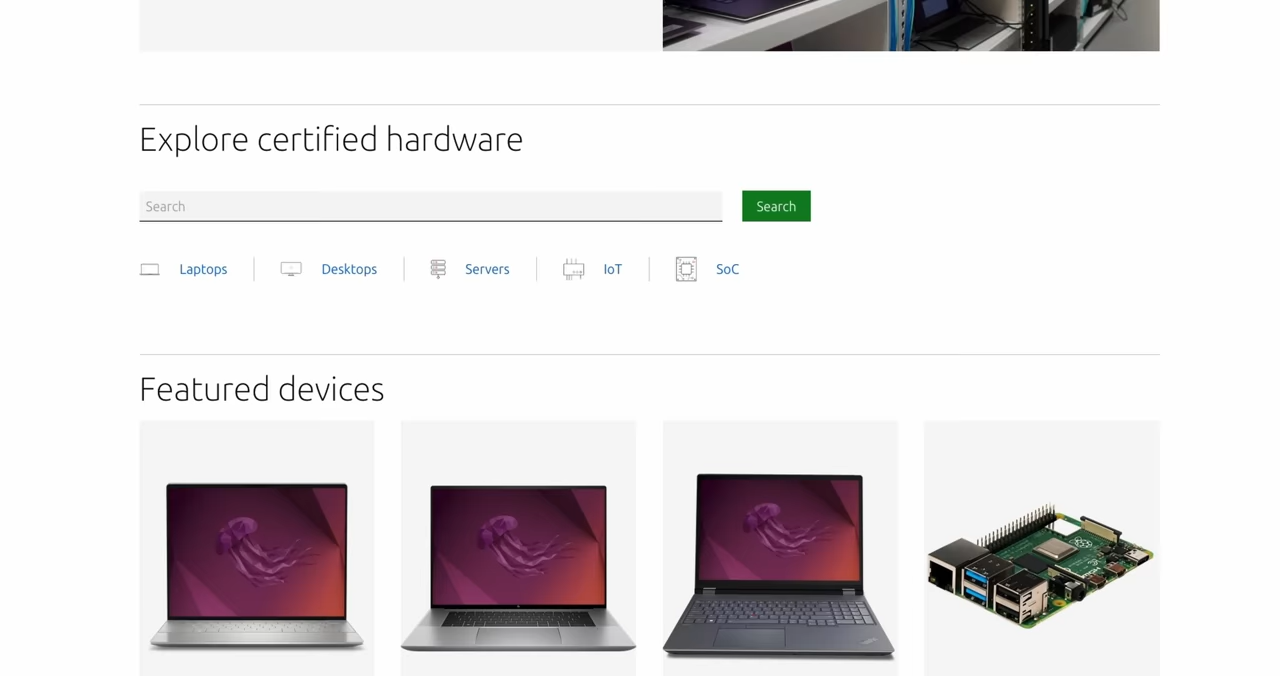 Explore certified hardware
Search
Search
Laptops
Desktops
Servers
IoT
SoC
Featured devices